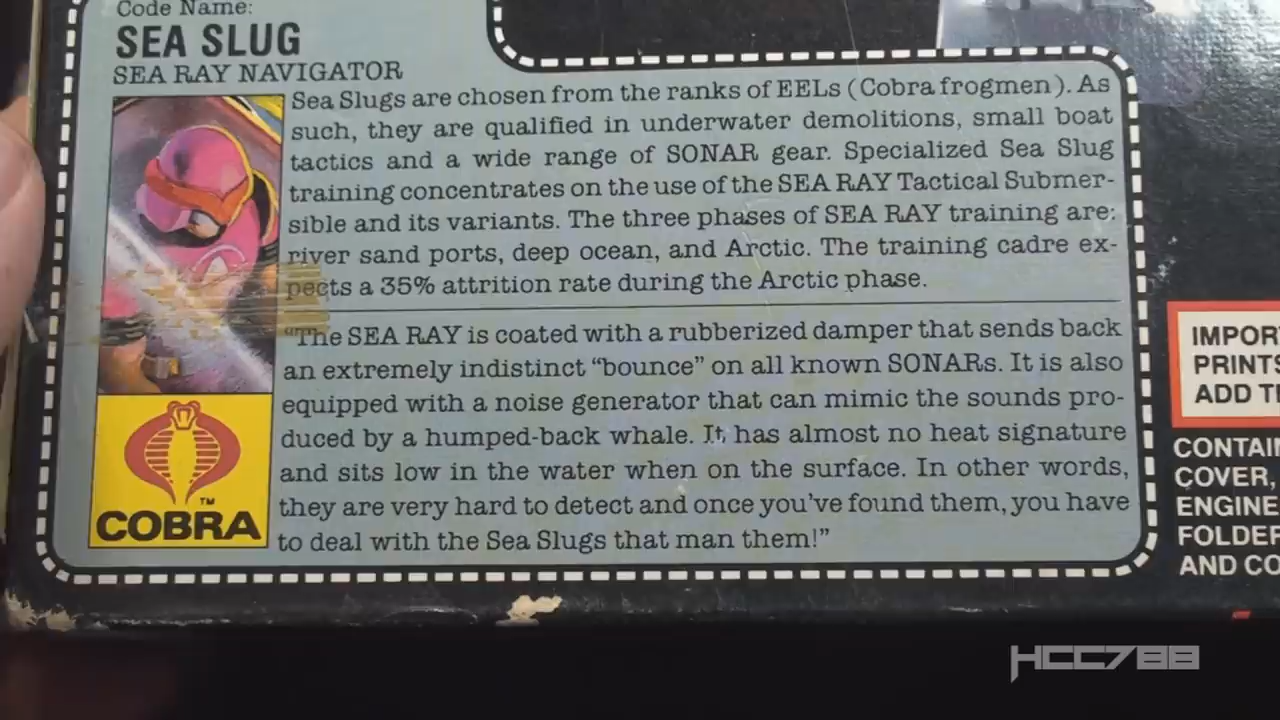 Code Name:
SEA SLUG
SEA RAY NAVIGATOR
Sea Slugs are chosen from the ranks of EELs (Cobra frogmen). As
such, they are qualified in underwater demolitions, small boat
tactics and a wide range of SONAR gear. Specialized Sea Slug
training concentrates on the use of the SEA RAY Tactical Submer-
sible and its variants. The three phases of SEA RAY training are:
river sand ports, deep ocean, and Arctic. The training cadre ex-
pects a 35% attrition rate during the Arctic phase.
"The SEA RAY is coated with a rubberized damper that sends back
an extremely indistinct "bounce" on all known SONARs. It is also
equipped with a noise generator that can mimic the sounds pro-
duced by a humped-back whale. It has almost no heat signature
and sits low in the water when on the surface. In other words,
they are very hard to detect and once you've found them, you have
to deal with the Sea Slugs that man them!"
TM
COBRA
IMPOR
PRINTS
ADD T
CONTAI
COVER,
ENGINE
FOLDER
AND CO
HCC788